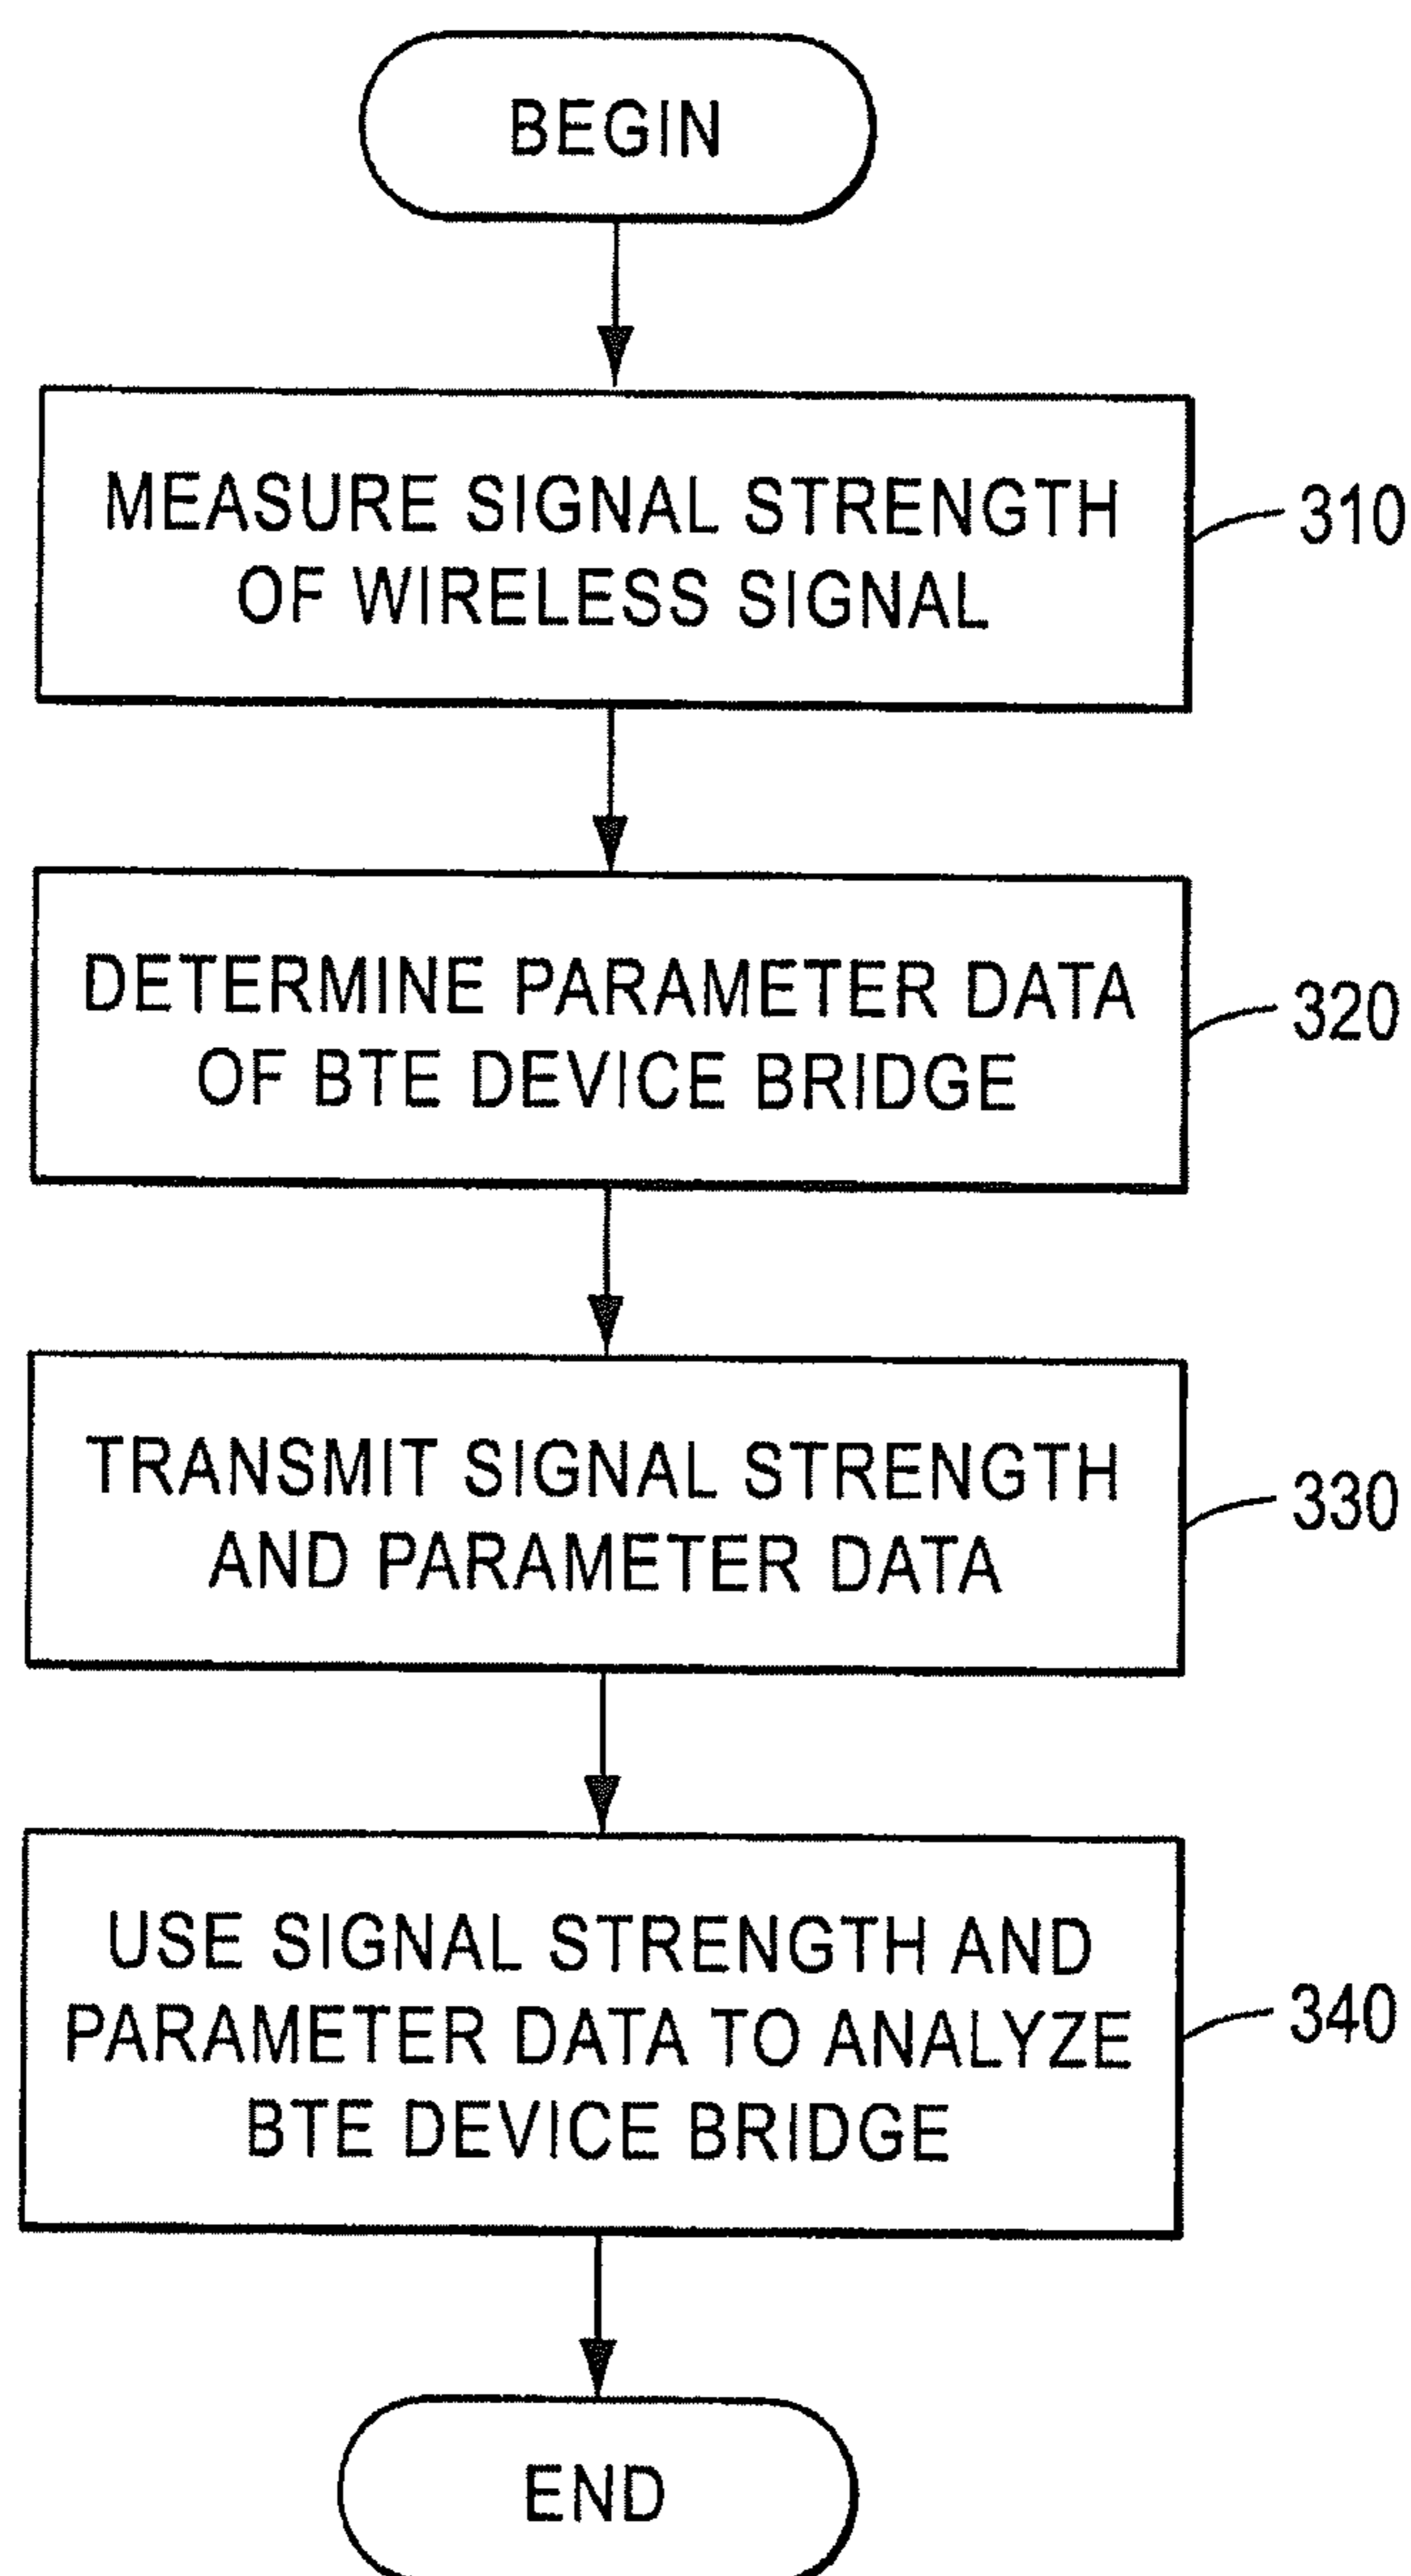 BEGIN
MEASURE SIGNAL STRENGTH
OF WIRELESS SIGNAL
310
DETERMINE PARAMETER DATA
OF BTE DEVICE BRIDGE
320
TRANSMIT SIGNAL STRENGTH
AND PARAMETER DATA
330
USE SIGNAL STRENGTH AND
PARAMETER DATA TO ANALYZE
BTE DEVICE BRIDGE
340
END